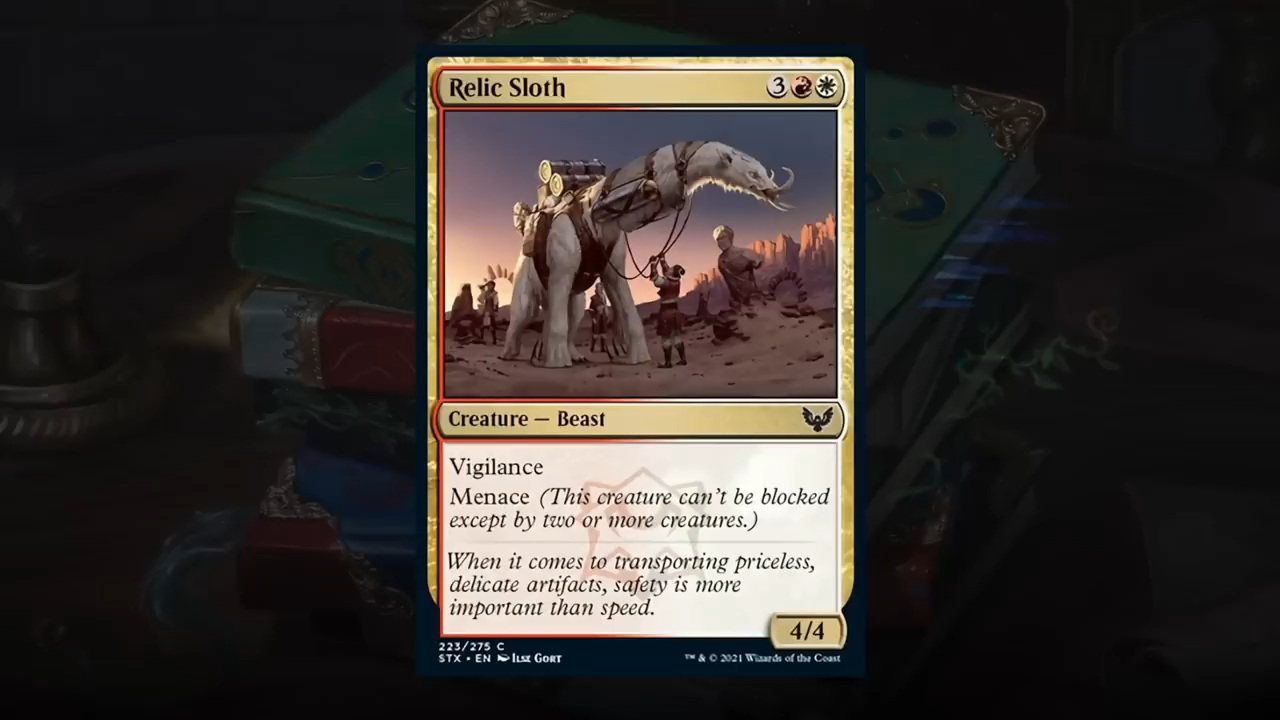 Relic Sloth 3
Creature — Beast
Vigilance
Menace (This creature can't be blocked
except by two or more creatures.)
When it comes to transporting priceless,
delicate artifacts, safety is more
important than speed.
4/4
223/275 C
STX • EN Ilse Gort
™ & © 2021 Wizards of the Coast